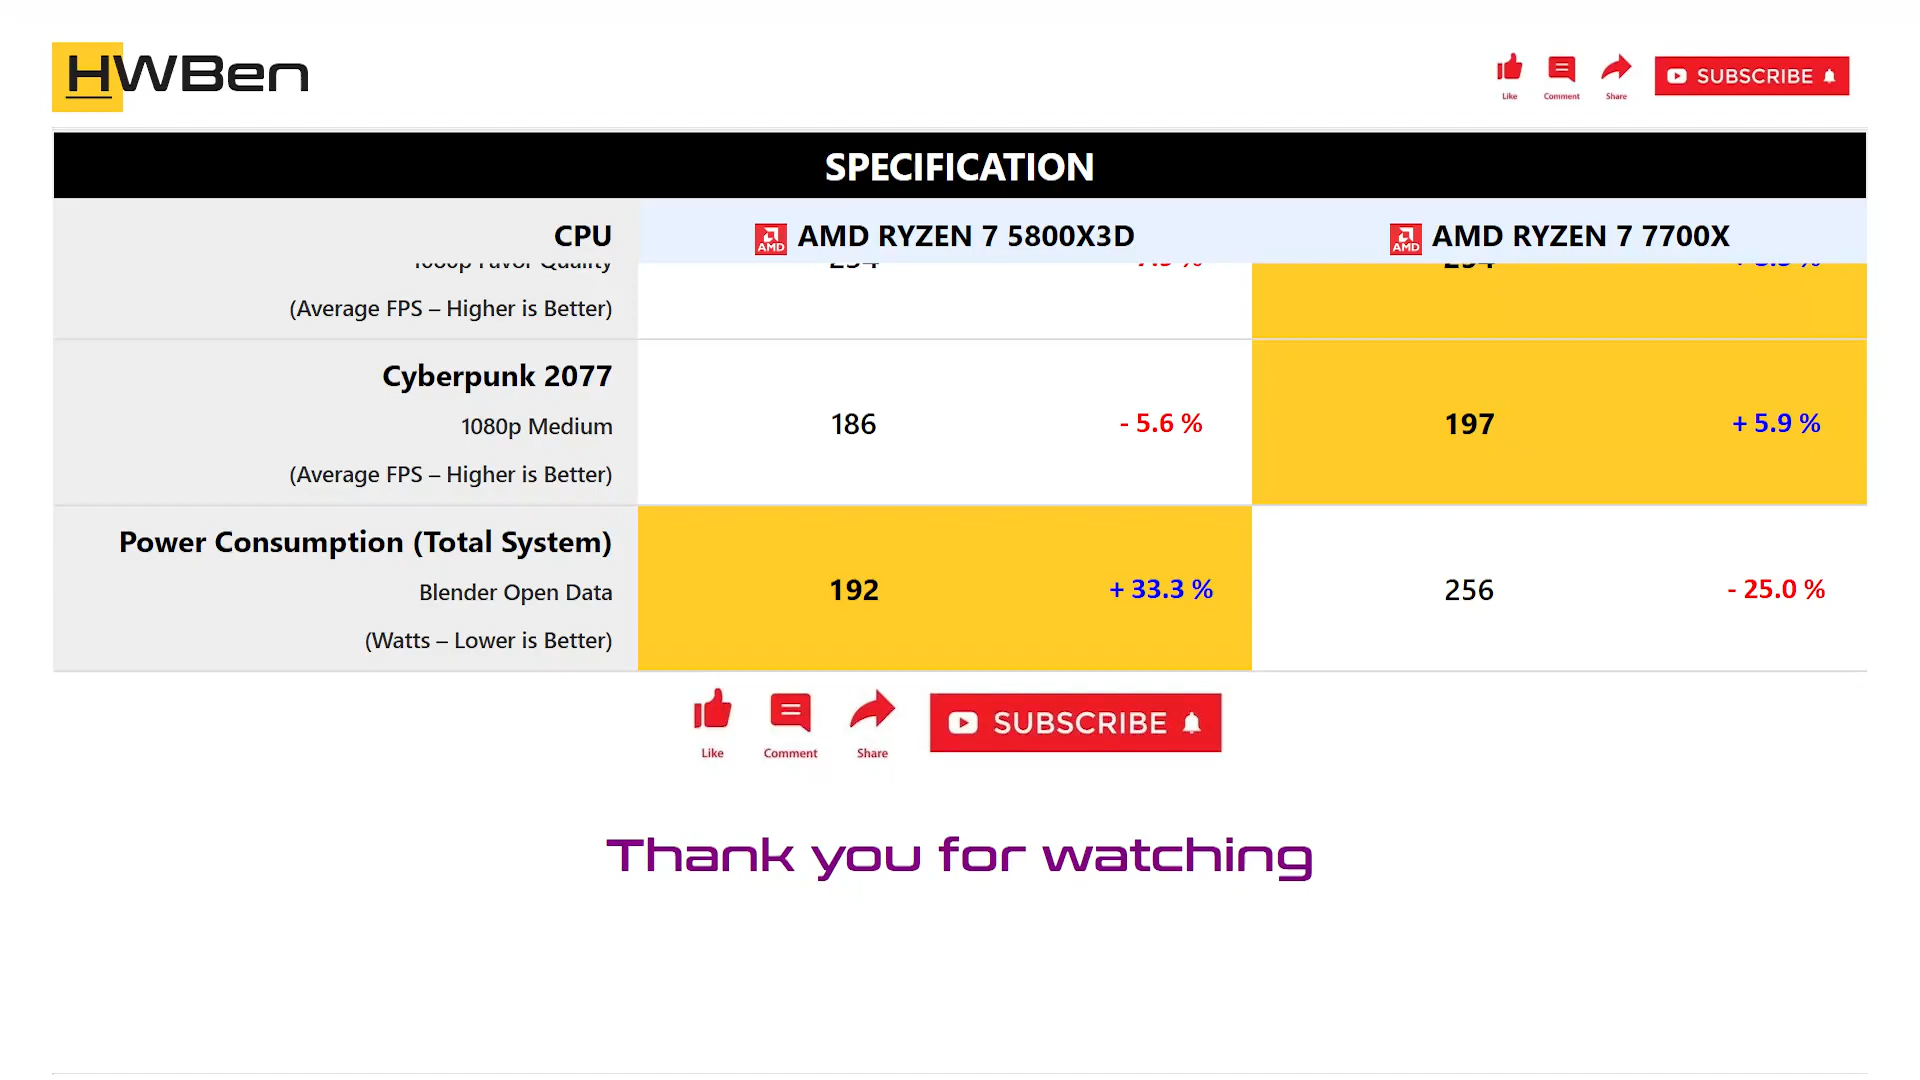 HWBen
Like Comment Share SUBSCRIBE
SPECIFICATION
CPU AMD AMD RYZEN 7 5800X3D AMD AMD RYZEN 7 7700X
1080p Favor Quality
(Average FPS – Higher is Better)
Cyberpunk 2077
1080p Medium 186 - 5.6 % 197 + 5.9 %
(Average FPS – Higher is Better)
Power Consumption (Total System)
Blender Open Data 192 + 33.3 % 256 - 25.0 %
(Watts – Lower is Better)
Like Comment Share SUBSCRIBE
Thank you for watching